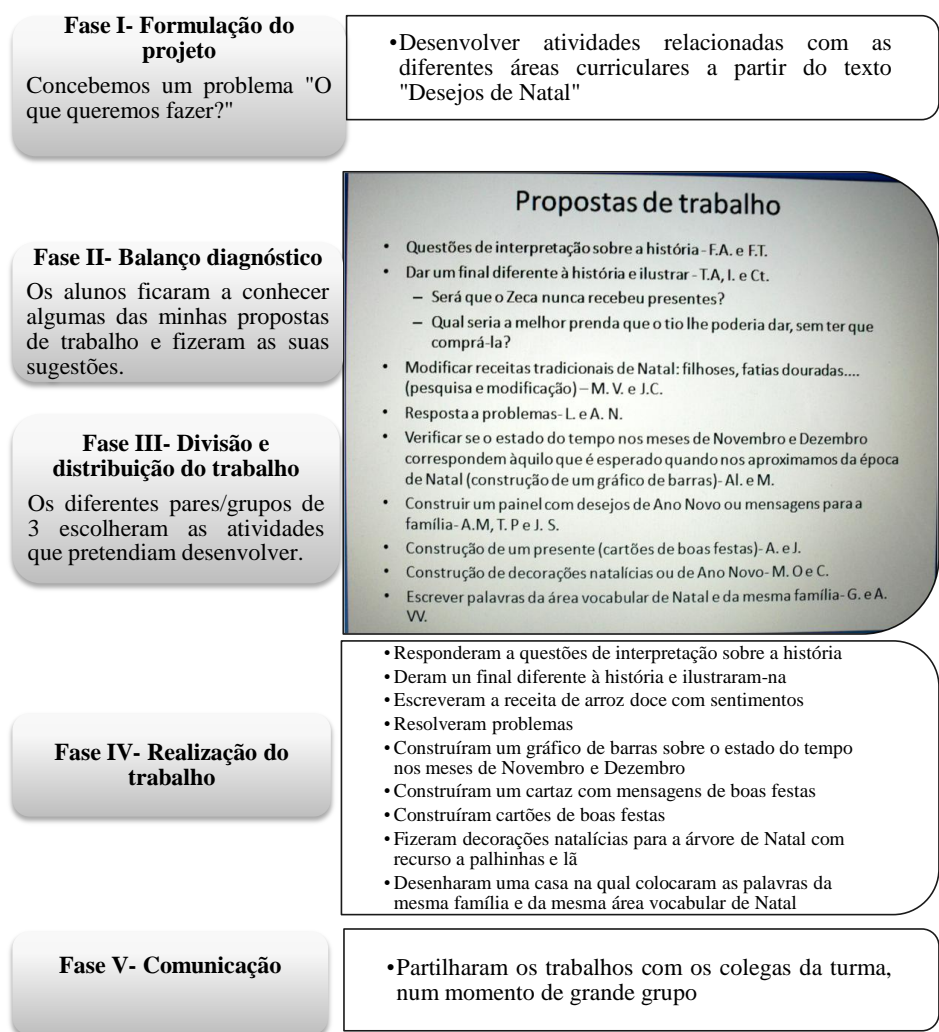 Fase I- Formulação do
projeto
Concebemos um problema "O
que queremos fazer?"
•Desenvolver atividades relacionadas com as
diferentes áreas curriculares a partir do texto
"Desejos de Natal"
Fase II- Balanço diagnóstico
Os alunos ficaram a conhecer
algumas das minhas propostas
de trabalho e fizeram as suas
sugestões.
Fase III- Divisão e
distribuição do trabalho
Os diferentes pares/grupos de
3 escolheram as atividades
que pretendiam desenvolver.
Propostas de trabalho
• Questões de interpretação sobre a história - F.A. e F.T.
• Dar um final diferente à história e ilustrar - T.A, I. e Ct.
– Será que o Zeca nunca recebeu presentes?
– Qual seria a melhor prenda que o tio lhe poderia dar, sem ter que
comprá-la?
• Modificar receitas tradicionais de Natal: filhoses, fatias douradas....
(pesquisa e modificação) – M. V. e J.C.
• Resposta a problemas- L. e A. N.
• Verificar se o estado do tempo nos meses de Novembro e Dezembro
correspondem àquilo que é esperado quando nos aproximamos da época
de Natal (construção de um gráfico de barras)- Al. e M.
• Construir um painel com desejos de Ano Novo ou mensagens para a
família- A.M, T. P e J. S.
• Construção de um presente (cartões de boas festas)- A. e J.
• Construção de decorações natalícias ou de Ano Novo- M. O e C.
• Escrever palavras da área vocabular de Natal e da mesma família- G. e A.
VV.
Fase IV- Realização do
trabalho
• Responderam a questões de interpretação sobre a história
• Deram un final diferente à história e ilustraram-na
• Escreveram a receita de arroz doce com sentimentos
• Resolveram problemas
• Construíram um gráfico de barras sobre o estado do tempo
nos meses de Novembro e Dezembro
• Construíram um cartaz com mensagens de boas festas
• Construíram cartões de boas festas
• Fizeram decorações natalícias para a árvore de Natal com
recurso a palhinhas e lã
• Desenharam uma casa na qual colocaram as palavras da
mesma família e da mesma área vocabular de Natal
Fase V- Comunicação
•Partilharam os trabalhos com os colegas da turma,
num momento de grande grupo